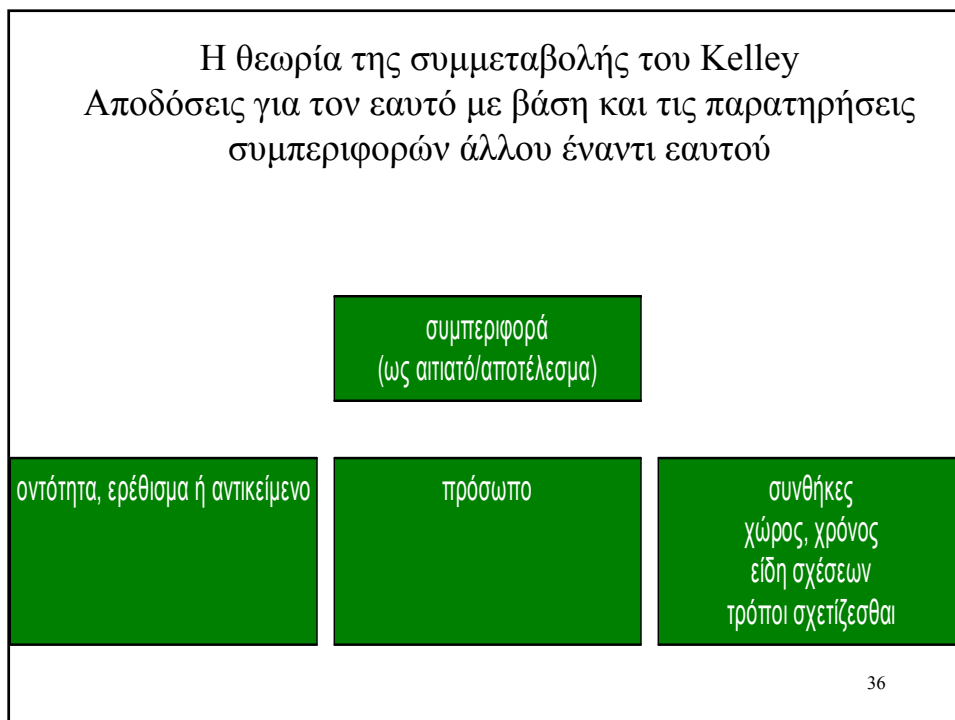 Η θεωρία της συμμεταβολής του Kelley
Αποδόσεις για τον εαυτό με βάση και τις παρατηρήσεις
συμπεριφορών άλλου έναντι εαυτού
συμπεριφορά
(ως αιτιατό/αποτέλεσμα)
οντότητα, ερέθισμα ή αντικείμενο
πρόσωπο
συνθήκες
χώρος, χρόνος
είδη σχέσεων
τρόποι σχετίζεσθαι
36